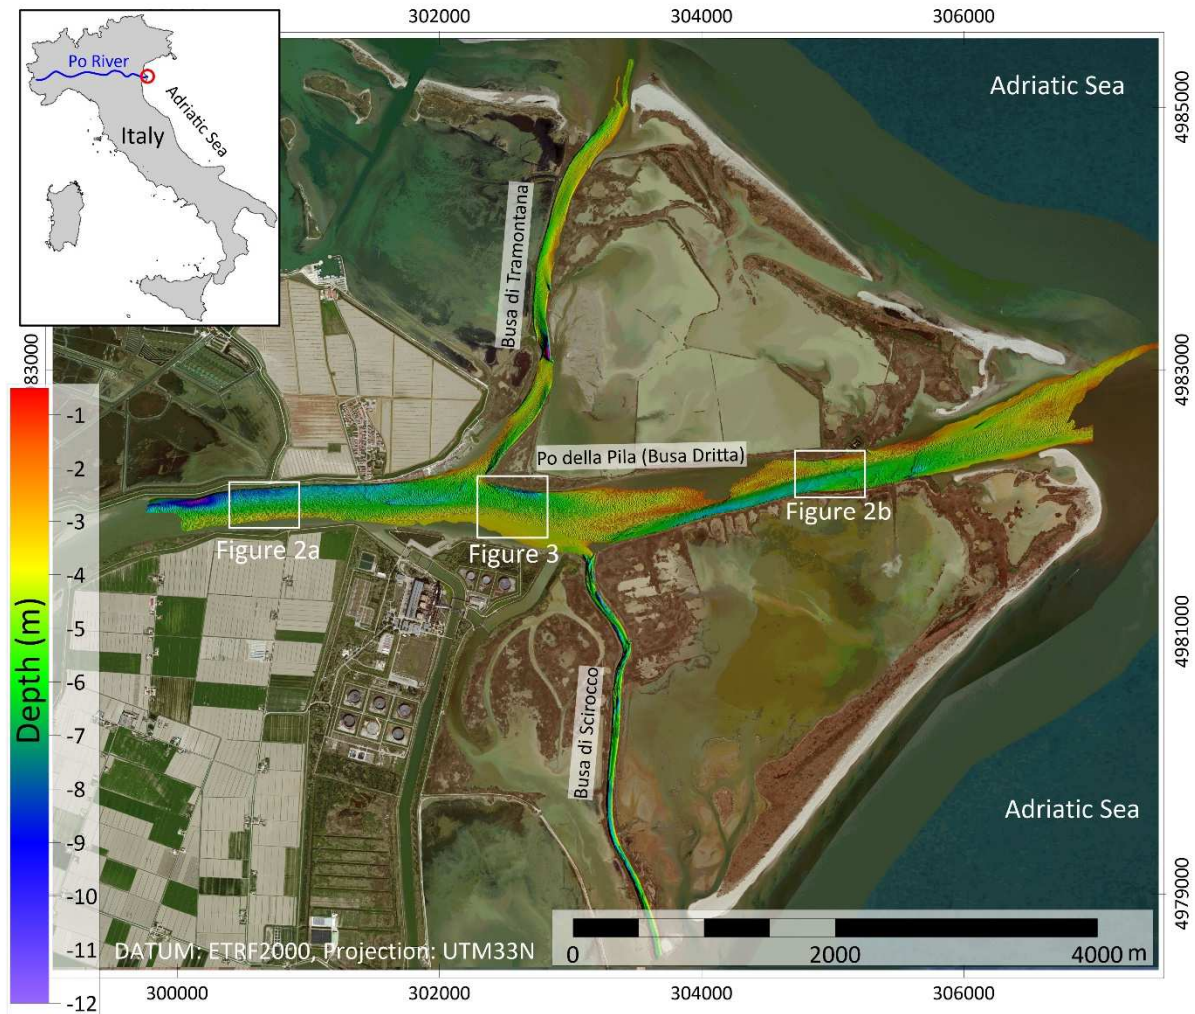 302000
304000
306000
Po River
Adriatic Sea
Italy
Adriatic Sea
4985000
Busa di Tramontana
983000
4983000
Depth (m)
-1
-2
-3
-4
-5
-6
-7
-8
-9
-10
-11
-12
Po della Pila (Busa Dritta)
Figure 2a
Figure 3
Figure 2b
4981000
Busa di Scirocco
Adriatic Sea
4979000
DATUM: ETRF2000, Projection: UTM33N
0
2000
4000 m
300000
302000
304000
306000